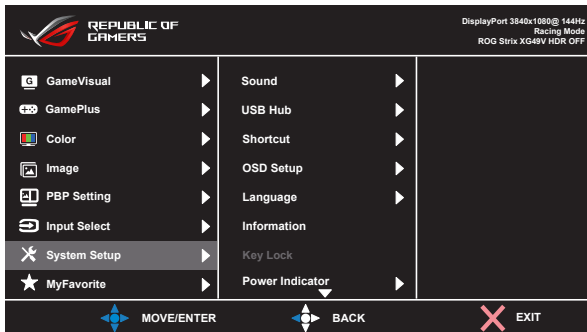 REPUBLIC OF
GAMERS
DisplayPort 3840x1080@ 144Hz
Racing Mode
ROG Strix XG49V HDR OFF
G GameVisual
GamePlus
Color
Image
PBP Setting
Input Select
System Setup
MyFavorite
Sound
USB Hub
Shortcut
OSD Setup
Language
Information
Key Lock
Power Indicator
MOVE/ENTER
BACK
EXIT